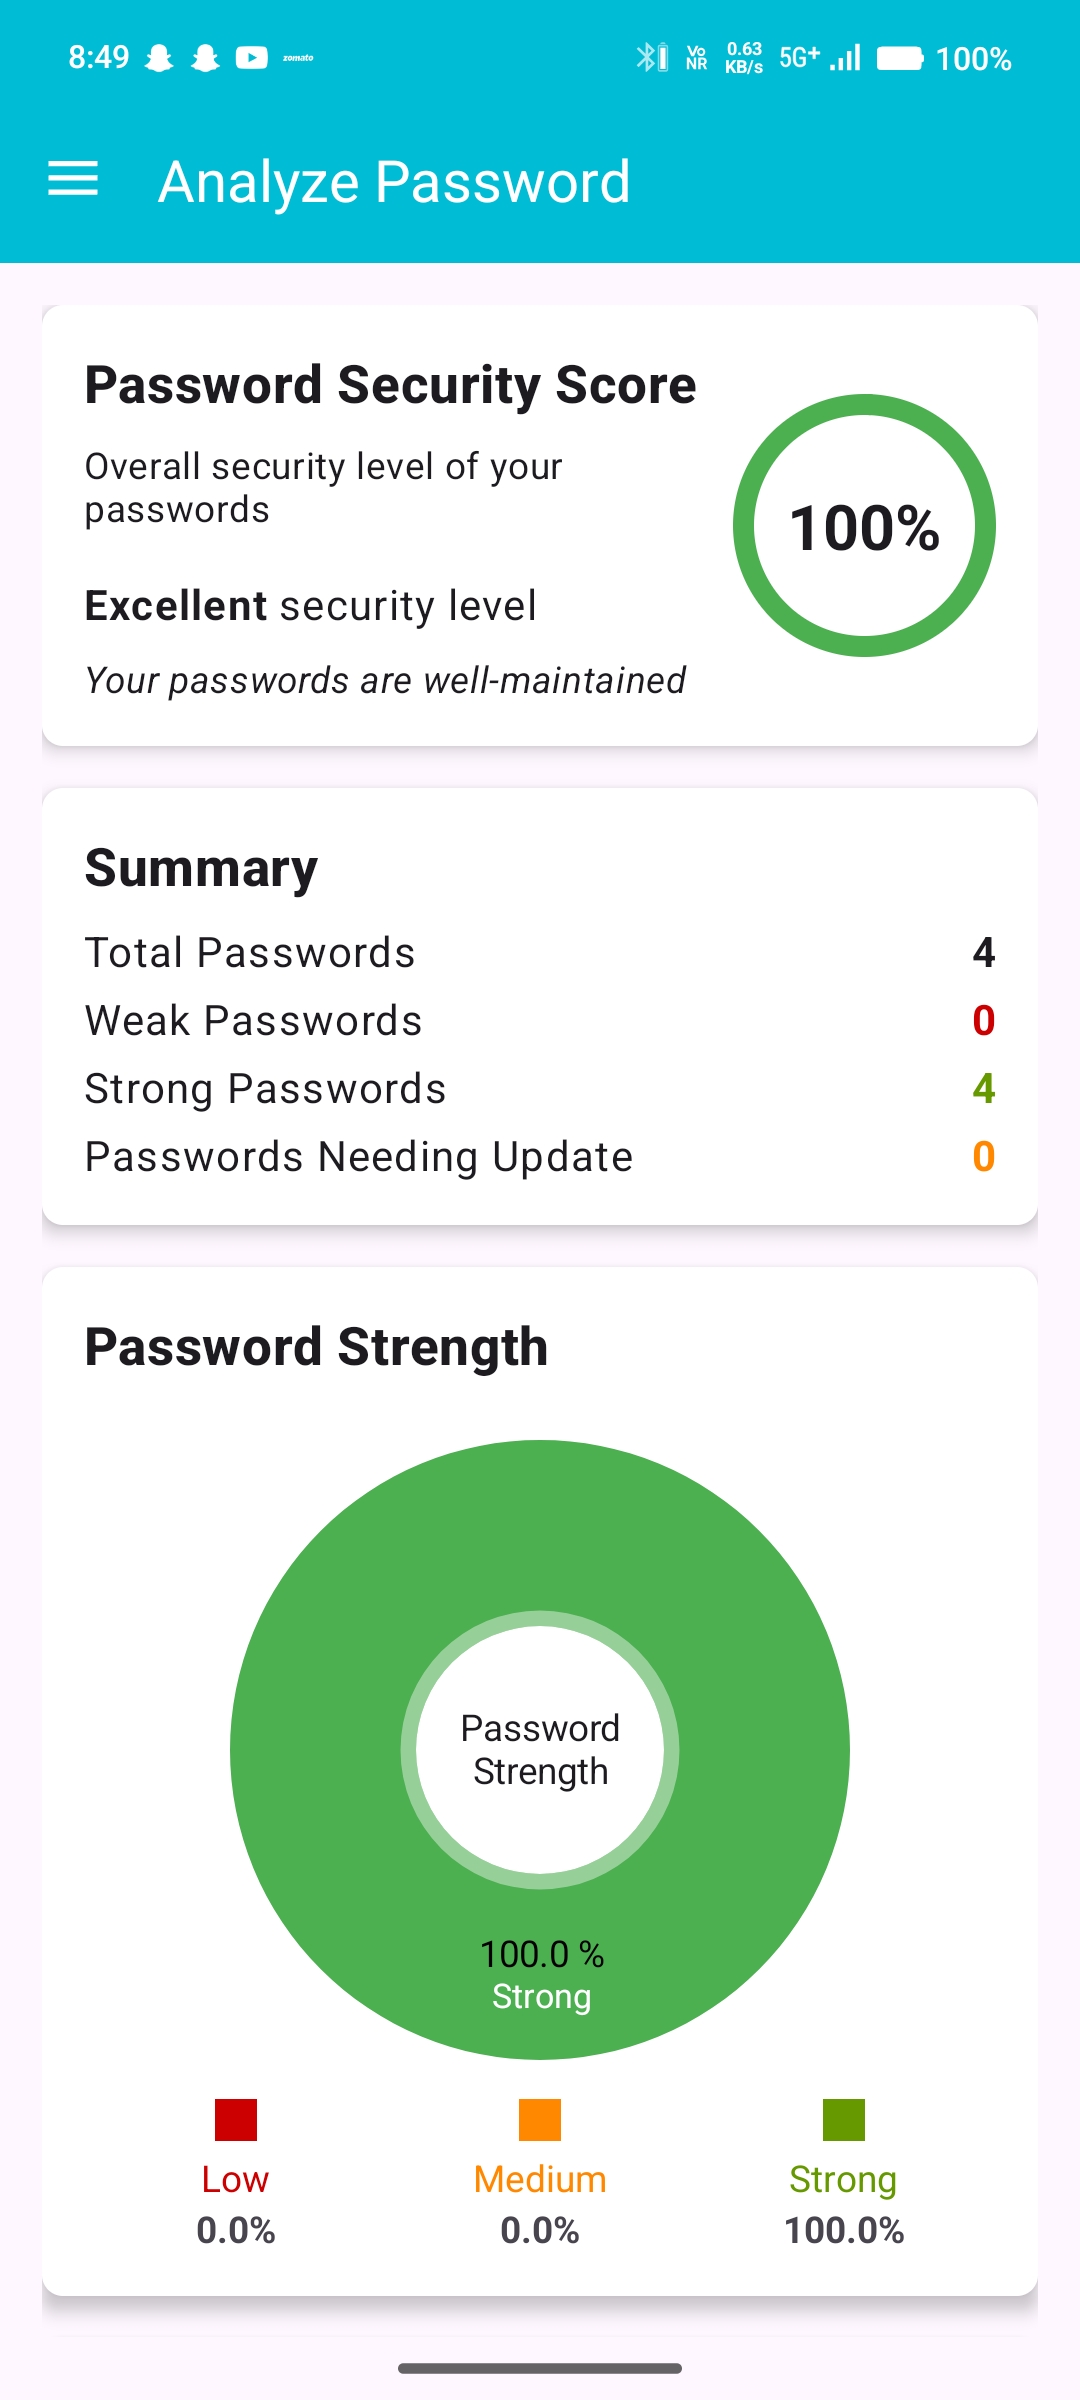 8:49 zomato Vo NR 0.63 KB/s 5G+ 100%
Analyze Password
Password Security Score
Overall security level of your
passwords
100%
Excellent security level
Your passwords are well-maintained
Summary
Total Passwords 4
Weak Passwords 0
Strong Passwords 4
Passwords Needing Update 0
Password Strength
Password
Strength
100.0 %
Strong
Low Medium Strong
0.0% 0.0% 100.0%